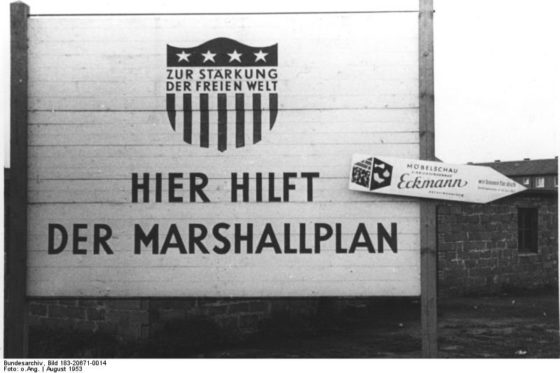 ZUR STÄRKUNG
DER FREIEN WELT
HIER HILFT
DER MARSHALLPLAN
MÖBELSCHAU
Eckmann
Bundesarchiv, Bild 183-20671-0014
Foto: o.Ang. | August 1953